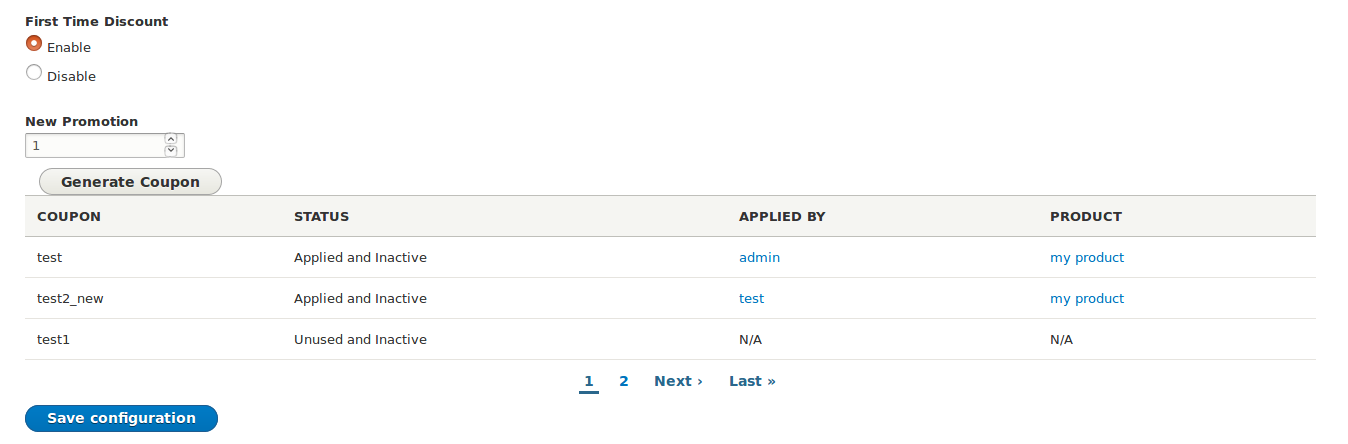 First Time Discount
Enable
Disable
New Promotion
1
Generate Coupon
COUPON STATUS APPLIED BY PRODUCT
test Applied and Inactive admin my product
test2_new Applied and Inactive test my product
test1 Unused and Inactive N/A N/A
1 2 Next › Last »
Save configuration